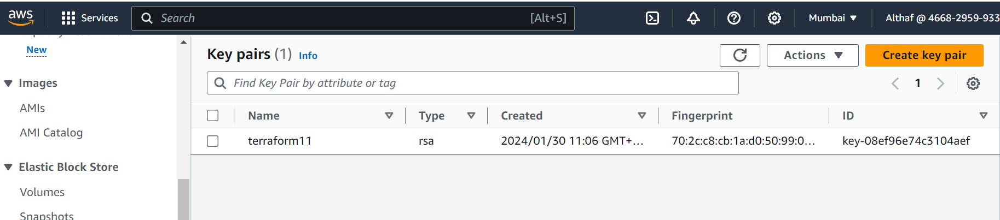 aws
Services
Search
[Alt+S]
Mumbai
Althaf @ 4668-2959-933
New
Images
AMIs
AMI Catalog
Elastic Block Store
Volumes
Snapshots
Key pairs (1) Info
Actions
Create key pair
Find Key Pair by attribute or tag
1
Name Type Created Fingerprint ID
terraform11 rsa 2024/01/30 11:06 GMT+... 70:2c:c8:cb:1a:d0:50:99:0... key-08ef96e74c3104aef